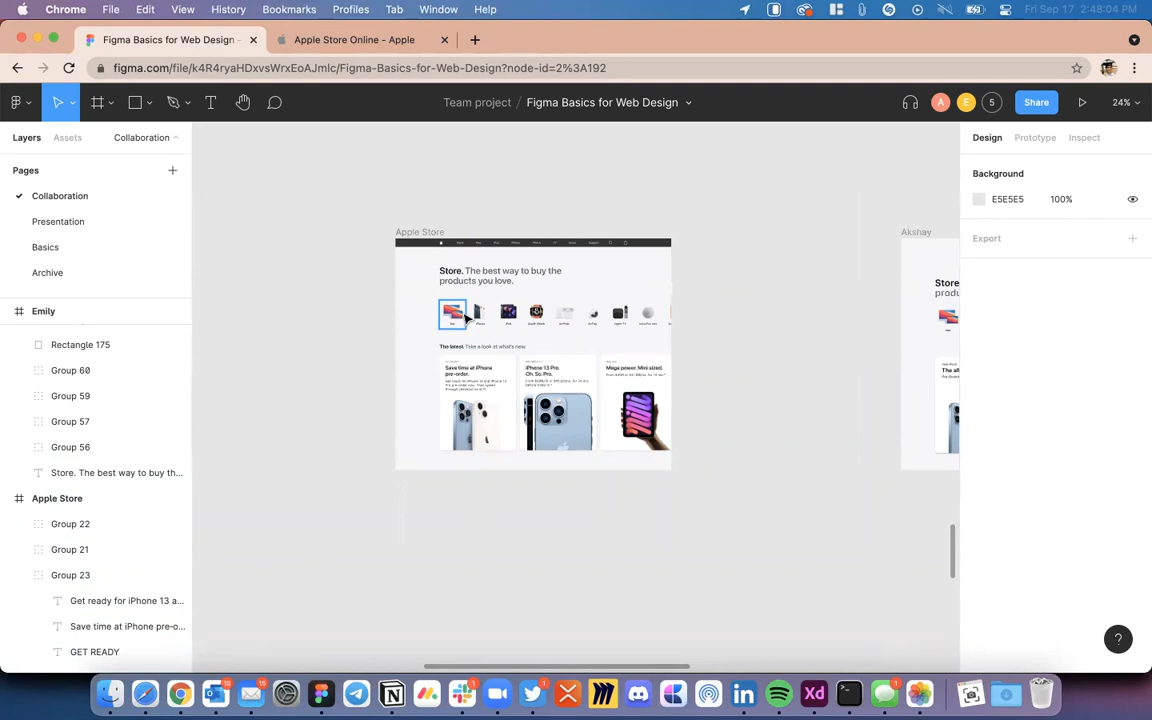 Chrome File Edit View History Bookmarks Profiles Tab Window Help Fri Sep 17 2:48:04 PM
Figma Basics for Web Design - Apple Store Online - Apple
figma.com/file/k4R4ryaHDxvsWrxEoAJmlc/Figma-Basics-for-Web-Design?node-id=2%3A192
Team project / Figma Basics for Web Design A E 5 Share 24%
Layers Assets Collaboration Design Prototype Inspect
Pages
Background
Collaboration
E5E5E5 100%
Presentation
Export
Basics
Archive
Emily
Rectangle 175
Group 60
Group 59
Group 57
Group 56
Store. The best way to buy th...
Apple Store
Group 22
Group 21
Group 23
Get ready for iPhone 13 a...
Save time at iPhone pre-o...
GET READY
Apple Store
Store. The best way to buy the
products you love.
The latest. Take a look at what's new.
Save time at iPhone
pre-order.
iPhone 13 Pro.
Oh. So. Pro.
Mega power. Mini sized.
Akshay
Store
produc
The all
?
15 15 1 1 1
Xd